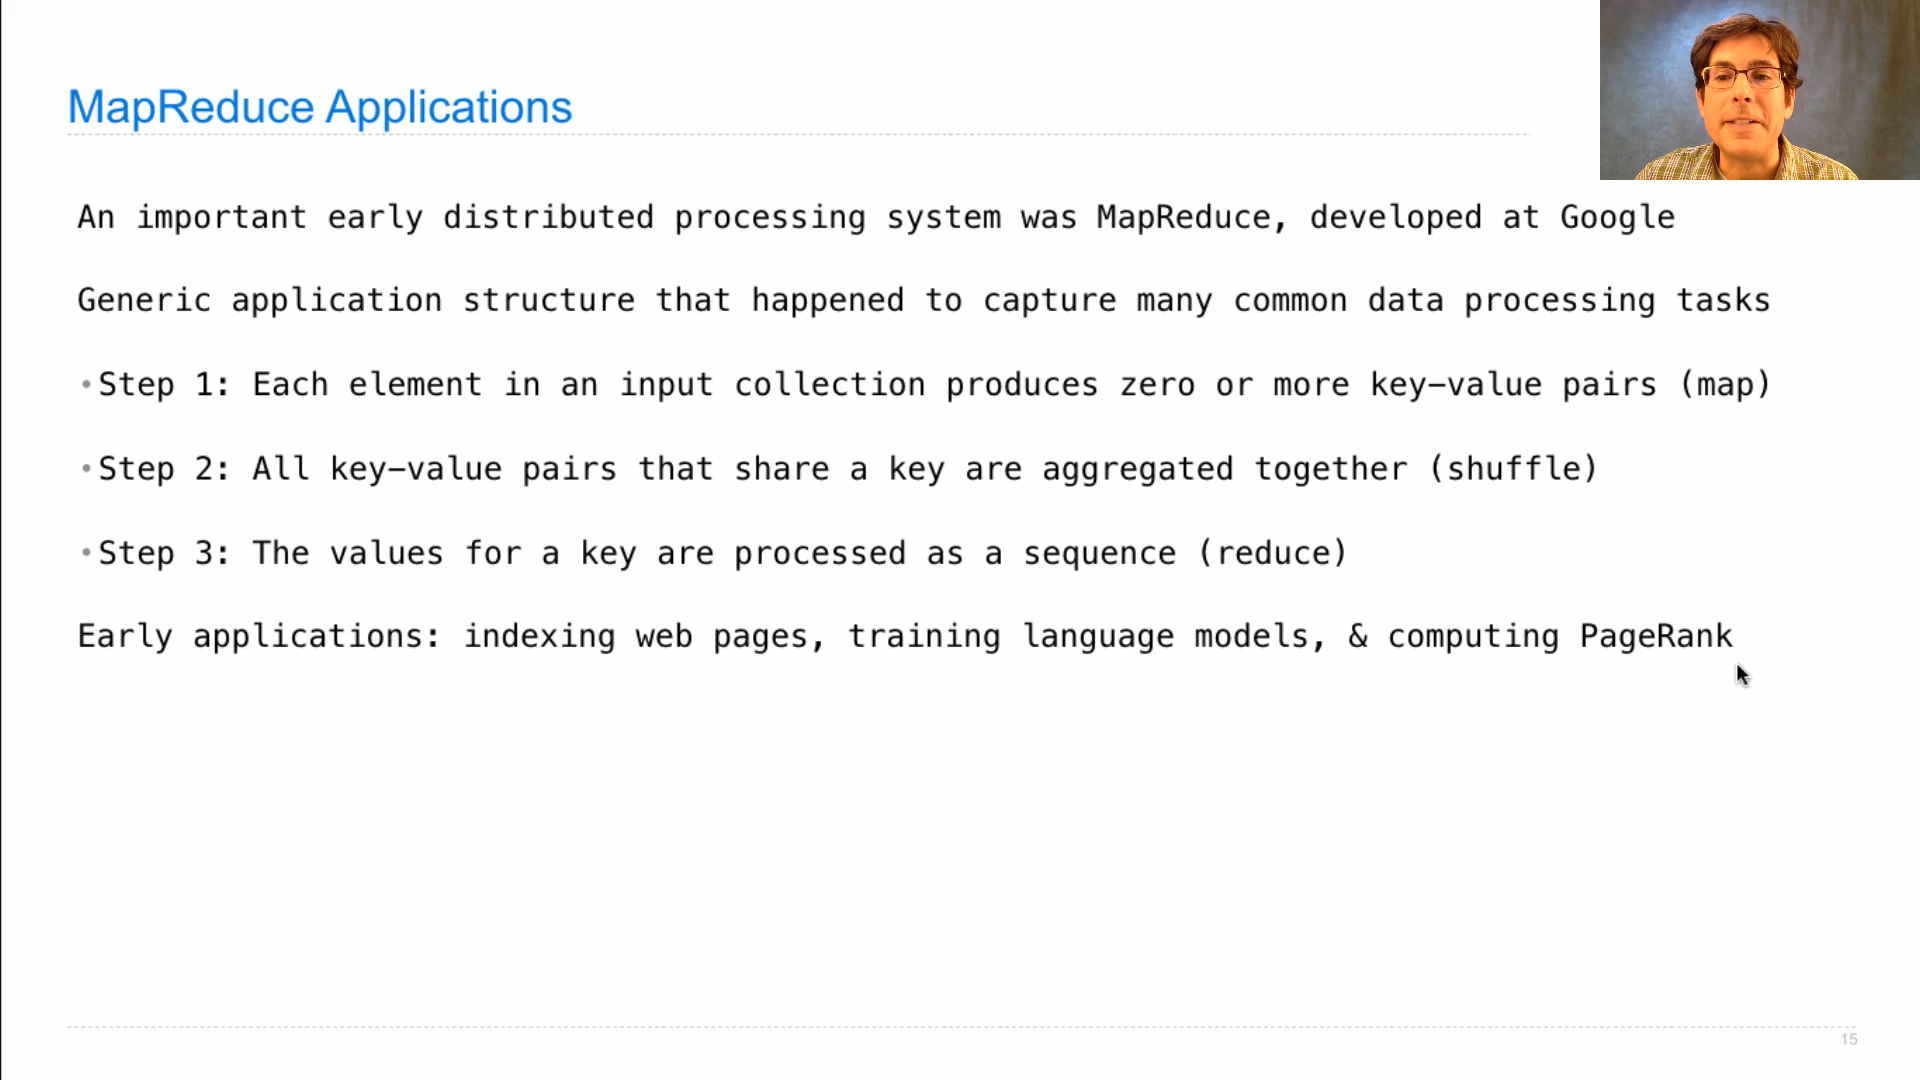 MapReduce Applications
An important early distributed processing system was MapReduce, developed at Google
Generic application structure that happened to capture many common data processing tasks
•Step 1: Each element in an input collection produces zero or more key-value pairs (map)
•Step 2: All key-value pairs that share a key are aggregated together (shuffle)
•Step 3: The values for a key are processed as a sequence (reduce)
Early applications: indexing web pages, training language models, & computing PageRank
15